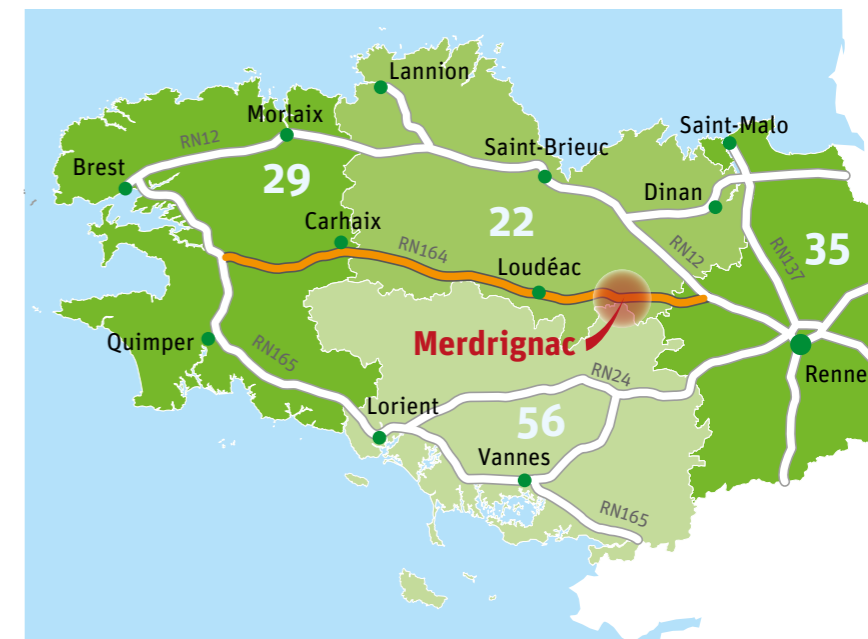 Lannion
Morlaix
RN12
Saint-Malo
Saint-Brieuc
Brest
29
Dinan
Carhaix
22
RN164
RN12
RN137
35
Loudéac
Quimper
Merdrignac
RN165
RN24
Renne
Lorient
56
Vannes
RN165